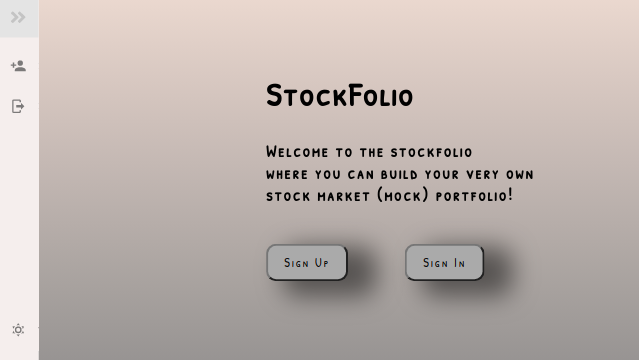 StockFolio
Welcome to the stockfolio
where you can build your very own
stock market (mock) portfolio!
Sign Up
Sign In